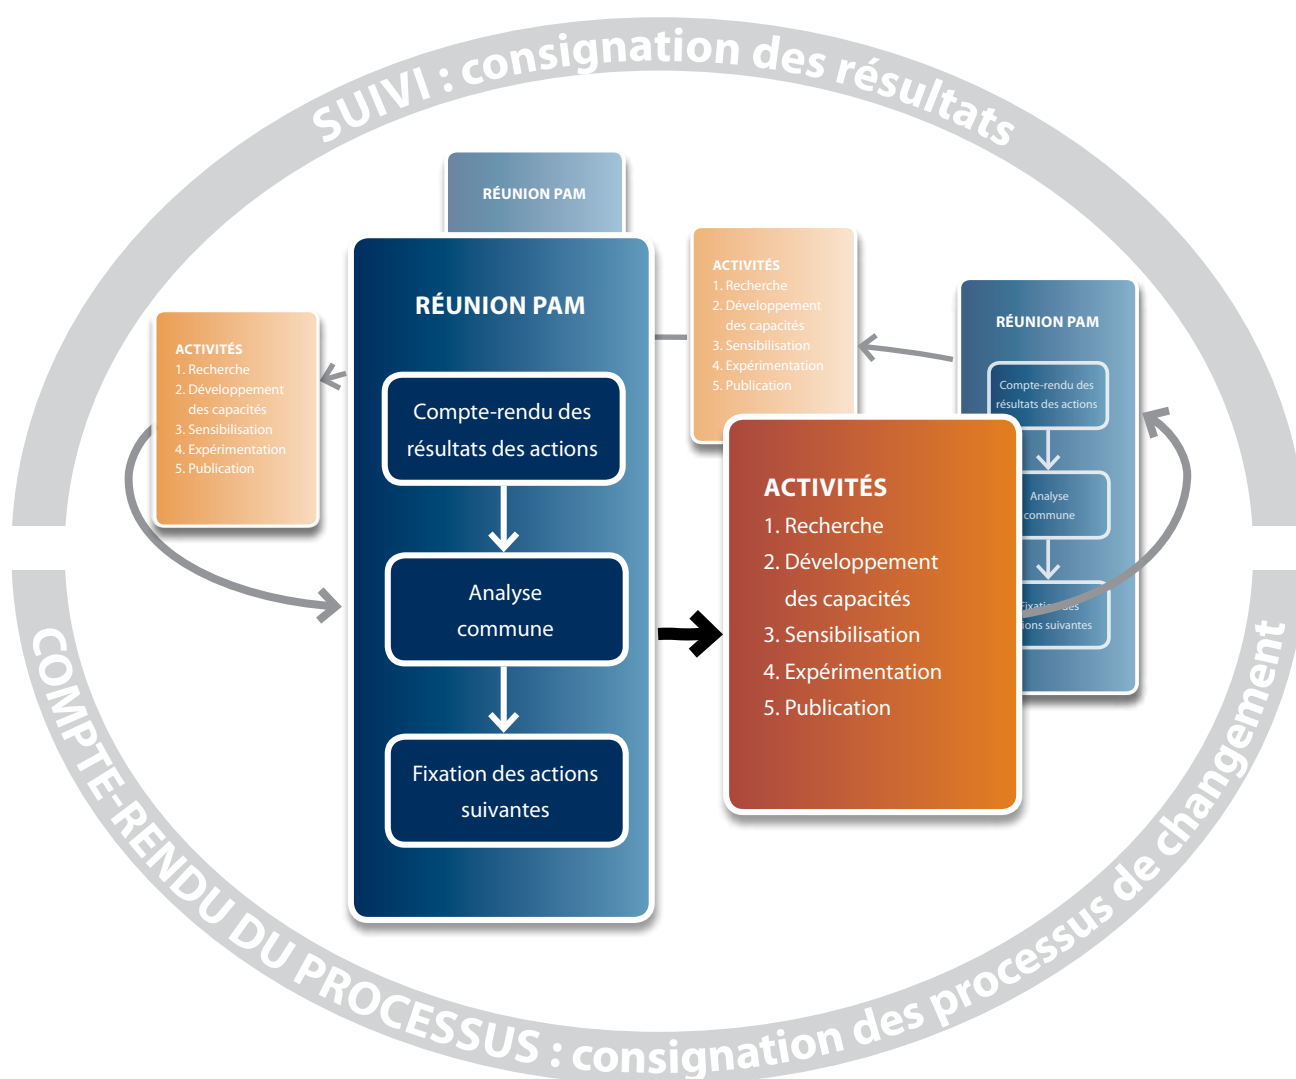 SUIVI : consignation des résultats
RÉUNION PAM
RÉUNION PAM
Compte-rendu des
résultats des actions
Analyse
commune
Fixation des actions
suivantes
ACTIVITÉS
1. Recherche
2. Développement
des capacités
3. Sensibilisation
4. Expérimentation
5. Publication
ACTIVITÉS
1. Recherche
2. Développement
des capacités
3. Sensibilisation
4. Expérimentation
5. Publication
ACTIVITÉS
1. Recherche
2. Développement
des capacités
3. Sensibilisation
4. Expérimentation
5. Publication
RÉUNION PAM
Compte-rendu des
résultats des actions
Analyse
commune
Fixation des
ions suivantes
COMPTE-RENDU DU PROCESSUS : consignation des processus de changement